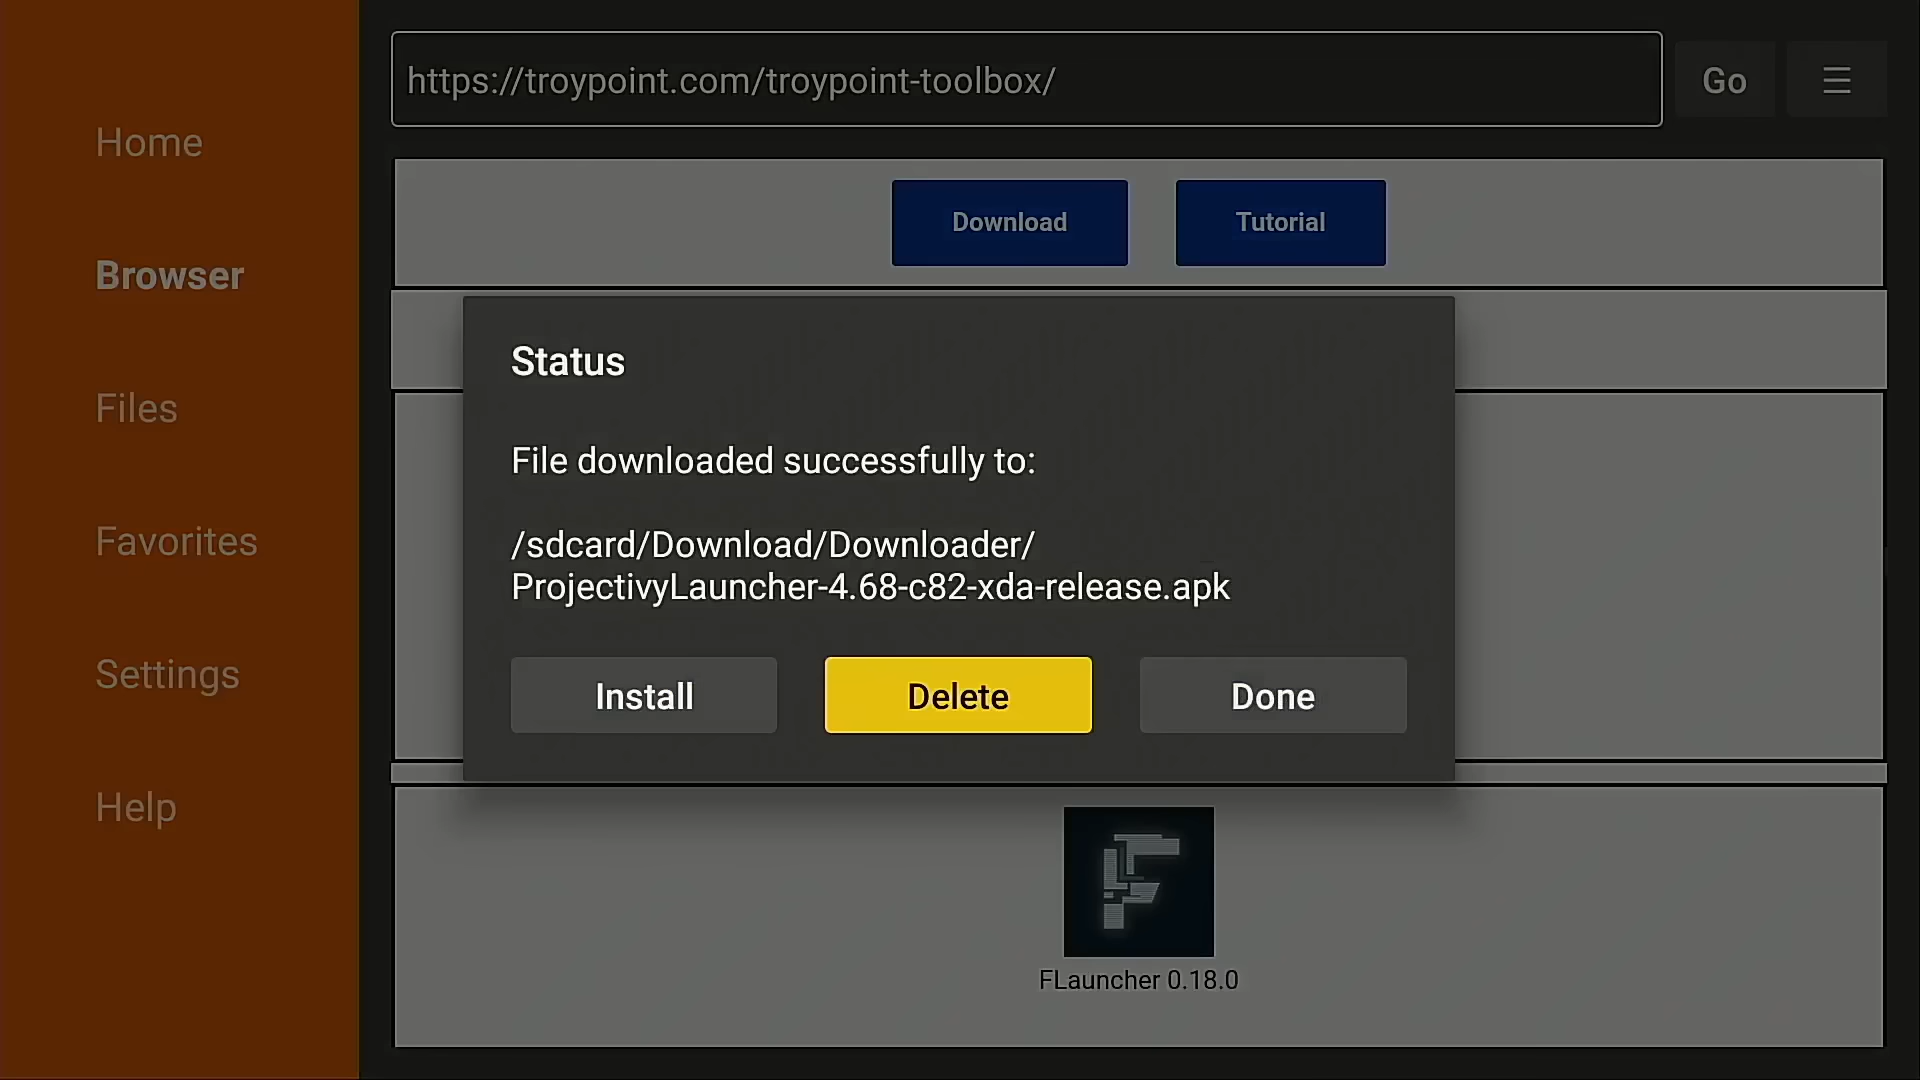 Home
Browser
Files
Favorites
Settings
Help
https://troypoint.com/troypoint-toolbox/
Go
Download
Tutorial
Status
File downloaded successfully to:
/sdcard/Download/Downloader/
ProjectivyLauncher-4.68-c82-xda-release.apk
Install
Delete
Done
FLauncher 0.18.0